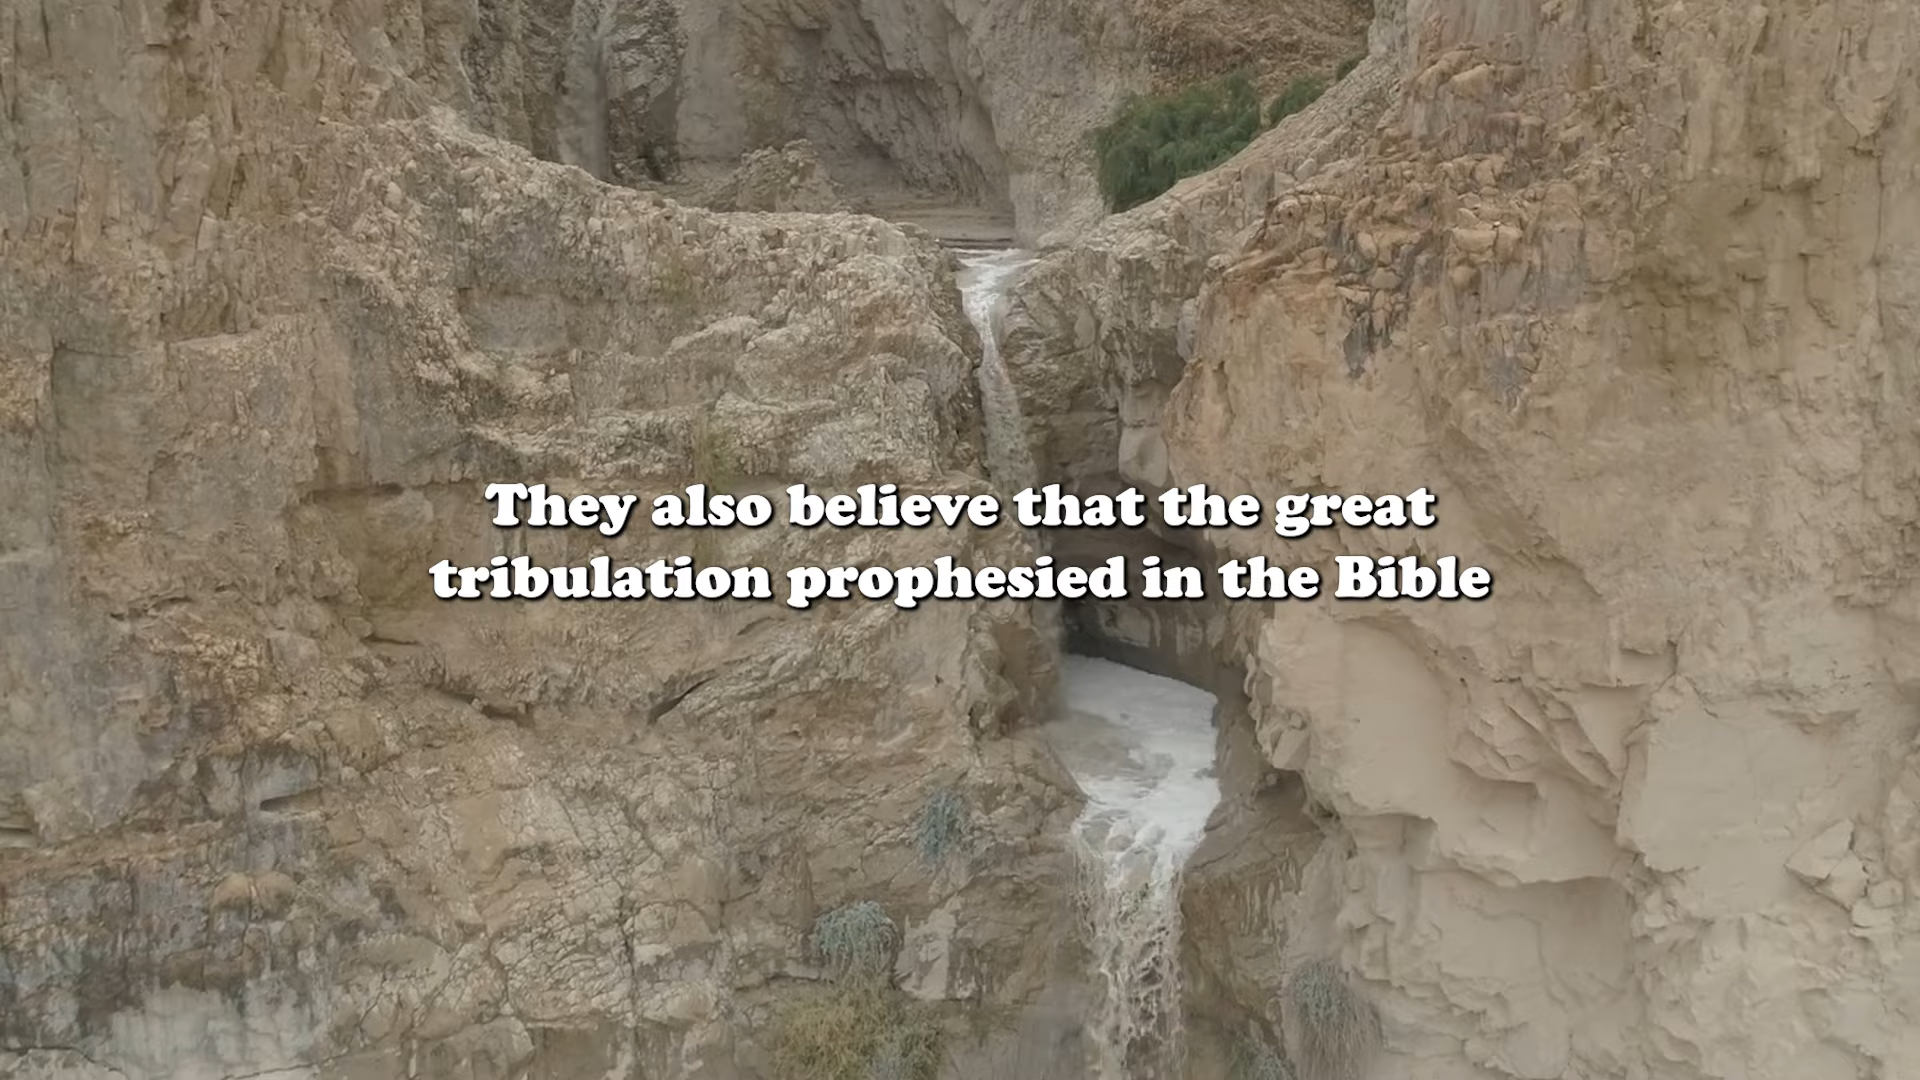 They also believe that the great
tribulation prophesied in the Bible